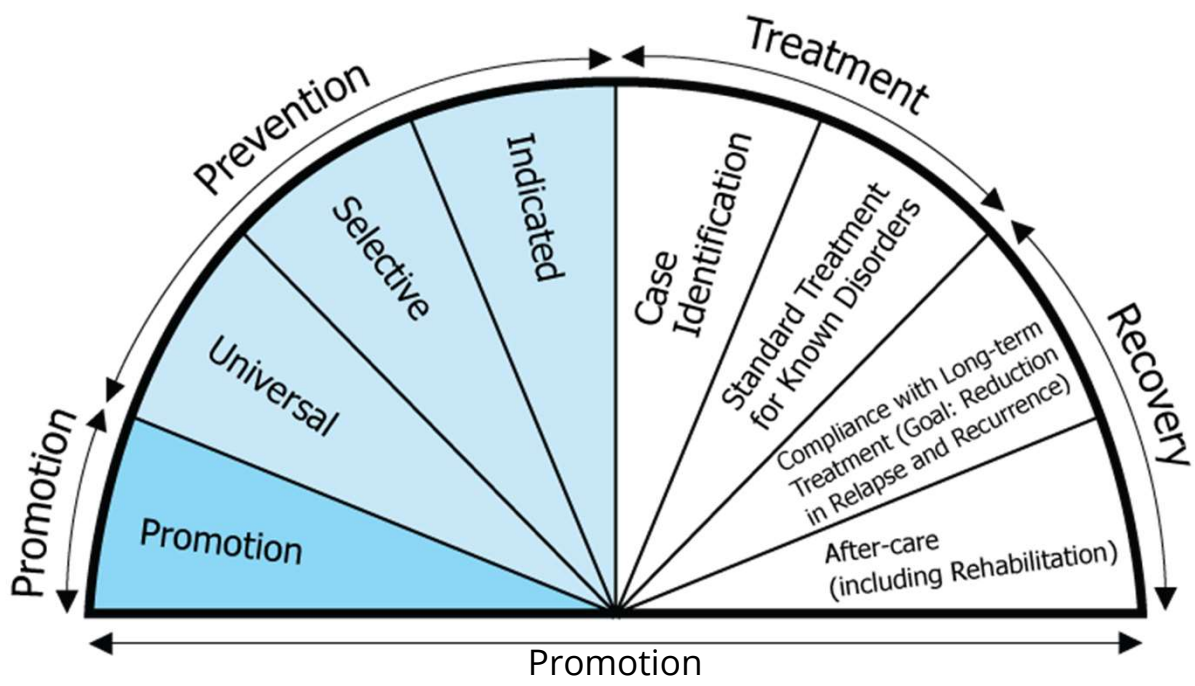 Promotion
Prevention
Treatment
Recovery
Promotion
Universal
Selective
Indicated
Case
Identification
Standard Treatment
for Known Disorders
Compliance with Long-term
Treatment (Goal: Reduction
in Relapse and Recurrence)
After-care
(including Rehabilitation)
Promotion